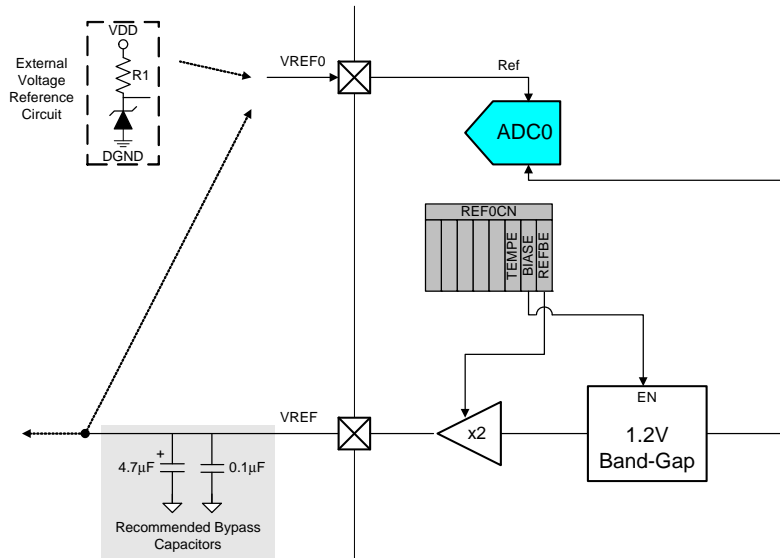 VDD
External
Voltage
Reference
Circuit
R1
DGND
VREF0
Ref
ADC0
REF0CN
TEMPE
BIASE
REFBE
EN
VREF
x2
1.2V
Band-Gap
+
4.7µF
0.1µF
Recommended Bypass
Capacitors